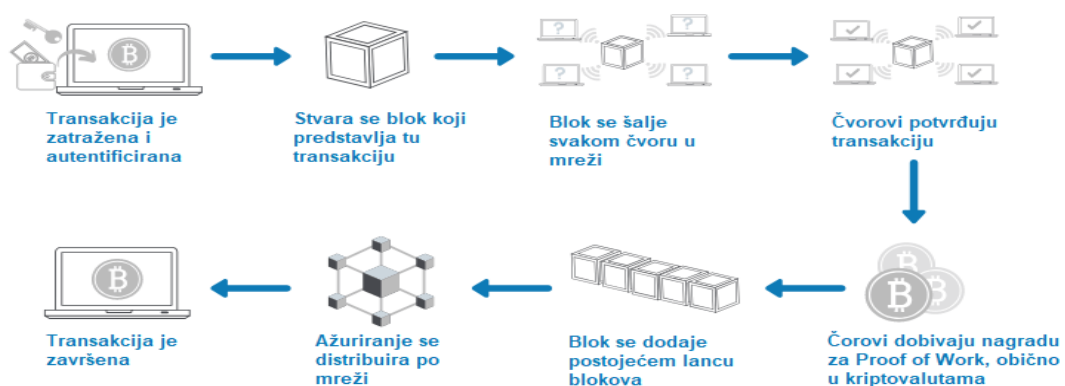 Transakcija je
zatražena i
autentificirana
Stvara se blok koji
predstavlja tu
transakciju
Blok se šalje
svakom čvoru u
mreži
Čvorovi potvrđuju
transakciju
Čorovi dobivaju nagradu
za Proof of Work, obično
u kriptovalutama
Blok se dodaje
postojećem lancu
blokova
Ažuriranje se
distribuira po
mreži
Transakcija je
završena